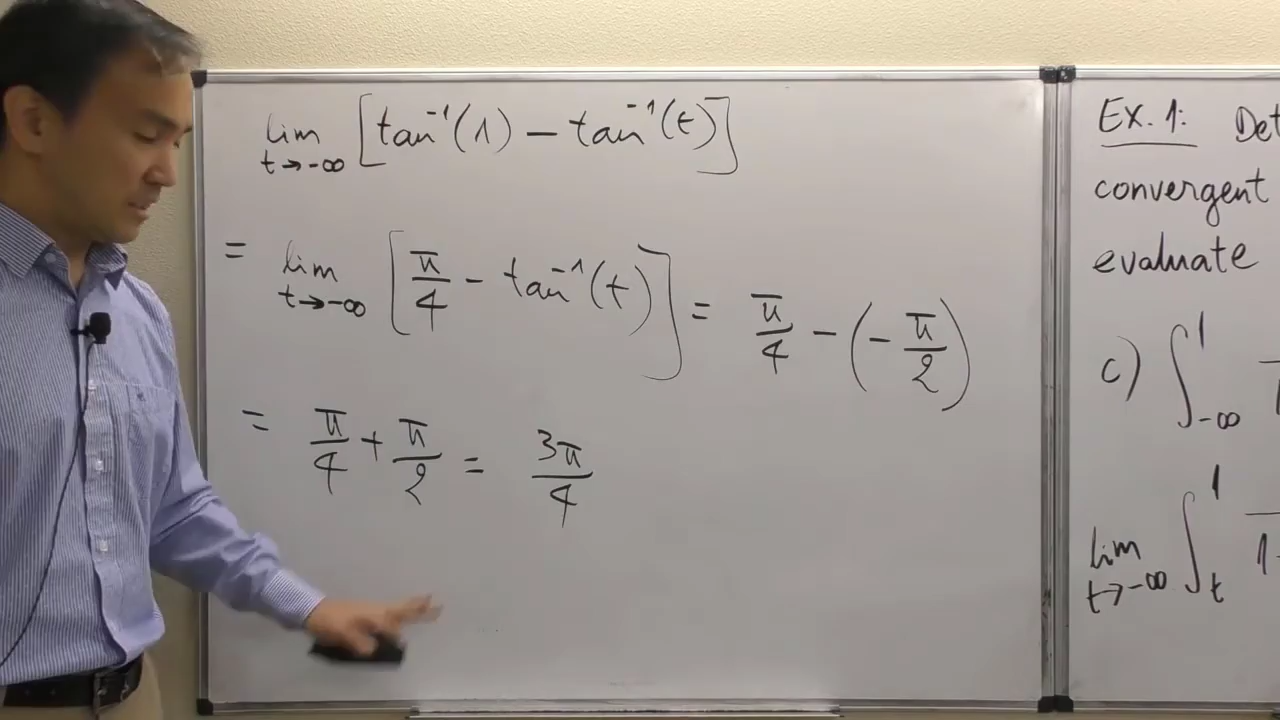 lim t→-∞ [tan⁻¹(1) - tan⁻¹(t)]
= lim t→-∞ [π/4 - tan⁻¹(t)] = π/4 - (-π/2)
= π/4 + π/2 = 3π/4
Ex. 1:
convergent
evaluate
c) ∫₋∞¹
lim t→-∞ ∫ₜ¹